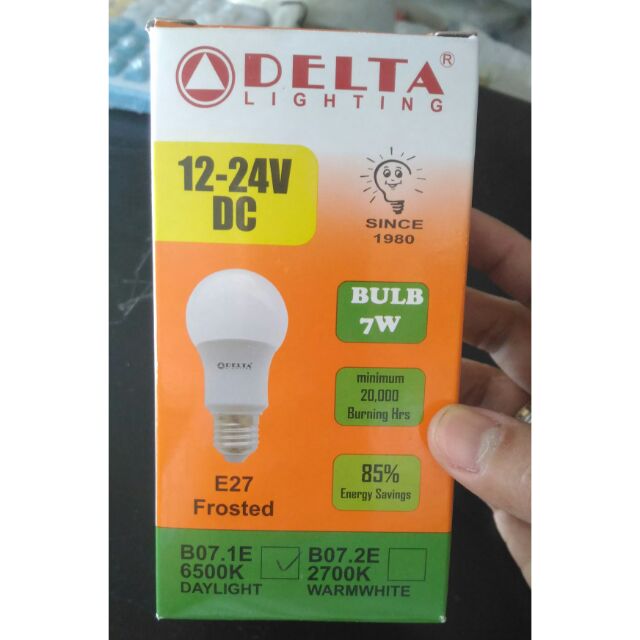 DELTA®
LIGHTING
12-24V
DC
SINCE
1980
BULB
7W
DELTA
minimum
20,000
Burning Hrs
85%
Energy Savings
E27
Frosted
B07.1E
6500K
DAYLIGHT
B07.2E
2700K
WARMWHITE